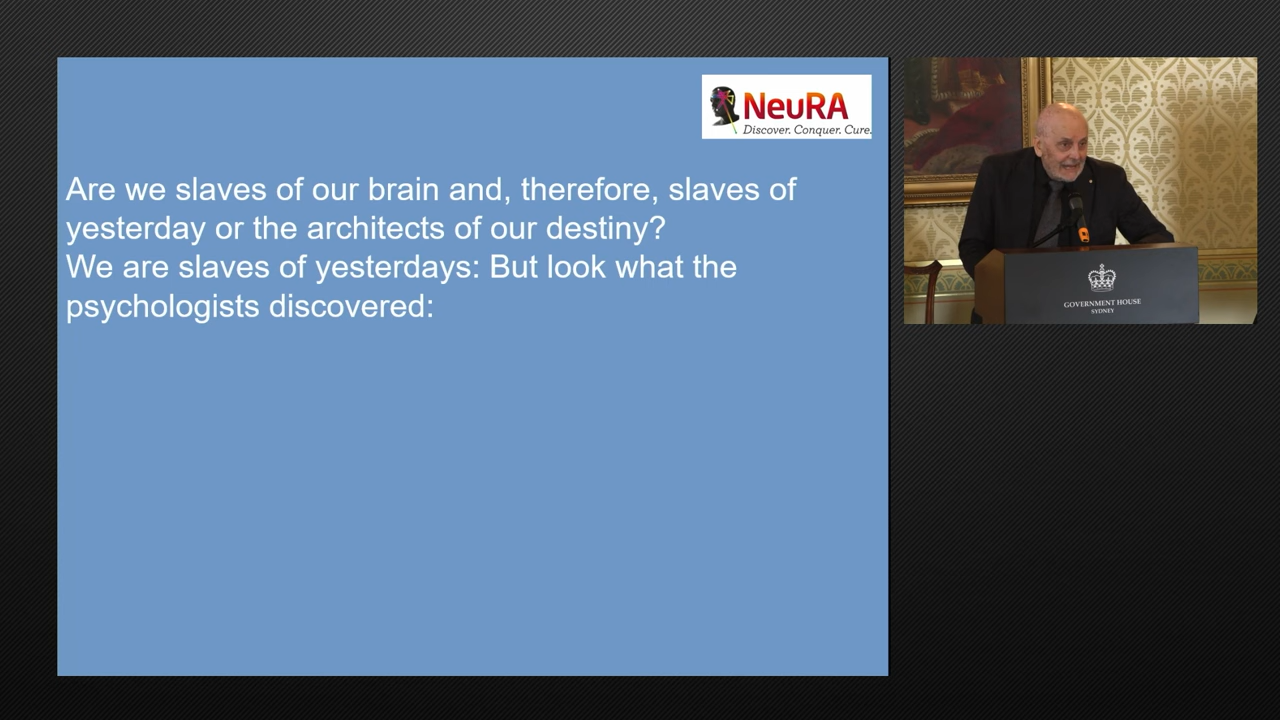 NeuRA
Discover. Conquer. Cure.
Are we slaves of our brain and, therefore, slaves of
yesterday or the architects of our destiny?
We are slaves of yesterdays: But look what the
psychologists discovered:
GOVERNMENT HOUSE
SYDNEY